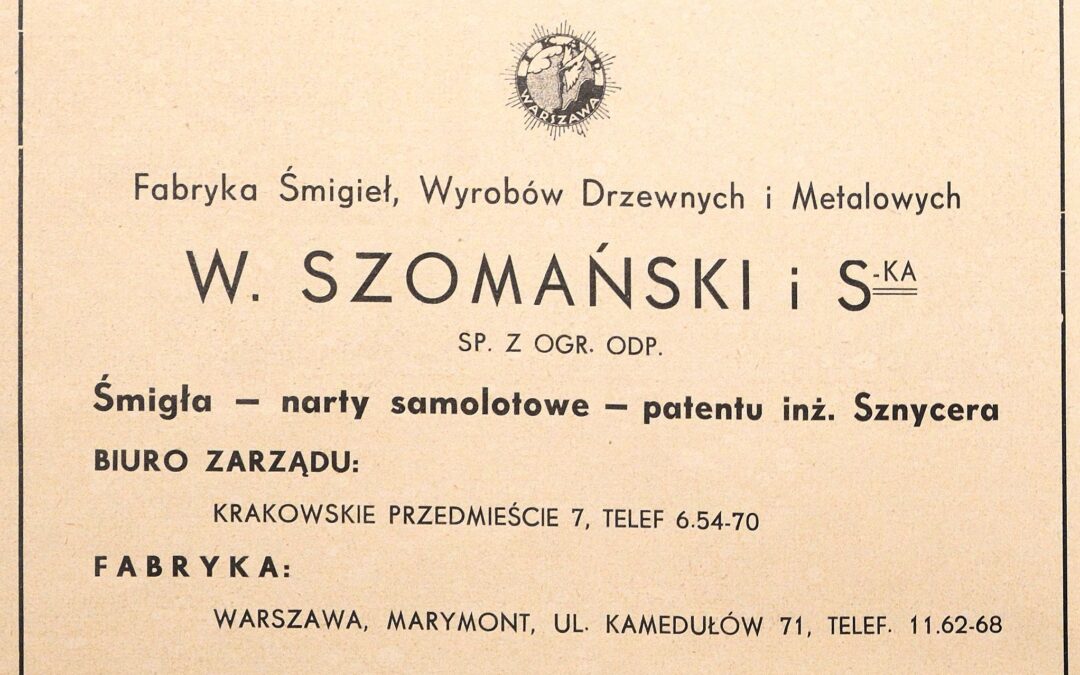 IKAR
WARSZAWA
Fabryka Śmigieł, Wyrobów Drzewnych i Metalowych
W. SZOMAŃSKI i S-KA
SP. Z OGR. ODP.
Śmigła — narty samolotowe — patentu inż. Sznycera
BIURO ZARZĄDU:
KRAKOWSKIE PRZEDMIEŚCIE 7, TELEF 6.54-70
FABRYKA:
WARSZAWA, MARYMONT, UL. KAMEDUŁÓW 71, TELEF. 11.62-68